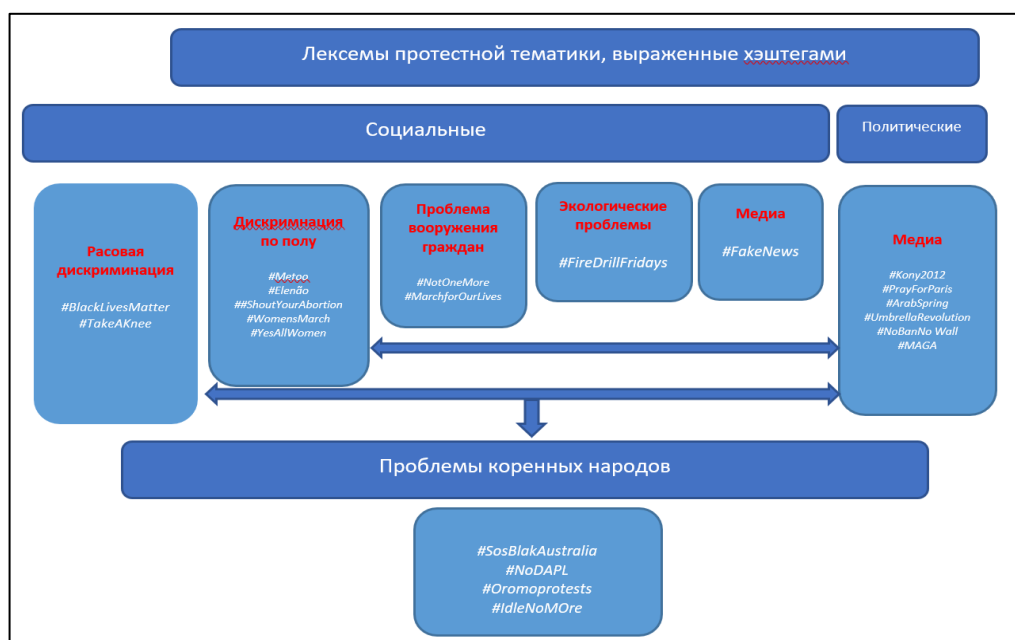 Лексемы протестной тематики, выраженные хэштегами
Социальные
Политические
Расовая
дискриминация
#BlackLivesMatter
#TakeAKnee
Дискримнация
по полу
#Metoo
#Elenão
##ShoutYourAbortion
#WomensMarch
#YesAllWomen
Проблема
вооружения
граждан
#NotOneMore
#MarchforOurLives
Экологические
проблемы
#FireDrillFridays
Медиа
#FakeNews
Медиа
#Kony2012
#PrayForParis
#ArabSpring
#UmbrellaRevolution
#NoBanNo Wall
#MAGA
Проблемы коренных народов
#SosBlakAustralia
#NoDAPL
#Oromoprotests
#IdleNoMOre